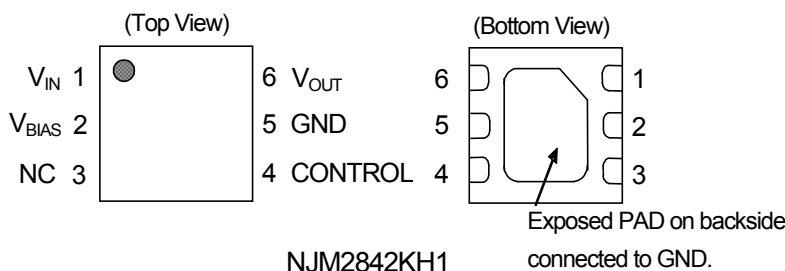 (Top View)
(Bottom View)
V_IN 1
6 V_OUT
V_BIAS 2
5 GND
NC 3
4 CONTROL
6
1
5
2
4
3
Exposed PAD on backside
connected to GND.
NJM2842KH1